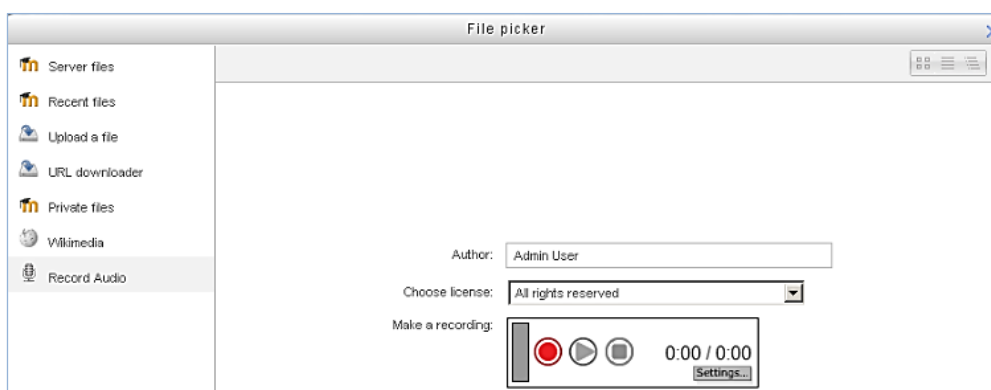 File picker
Server files
Recent files
Upload a file
URL downloader
Private files
Wikimedia
Record Audio
Author: Admin User
Choose license: All rights reserved
Make a recording:
0:00 / 0:00
Settings...